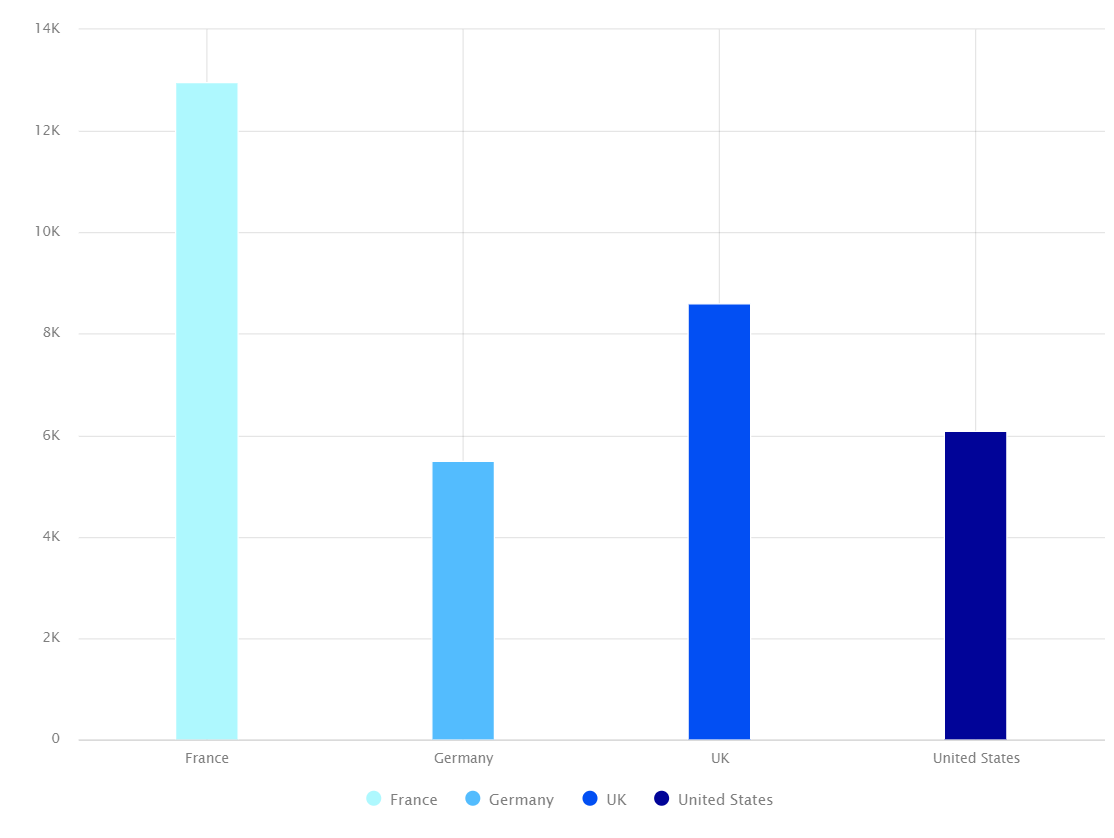 14K
12K
10K
8K
6K
4K
2K
0
France Germany UK United States
France Germany UK United States